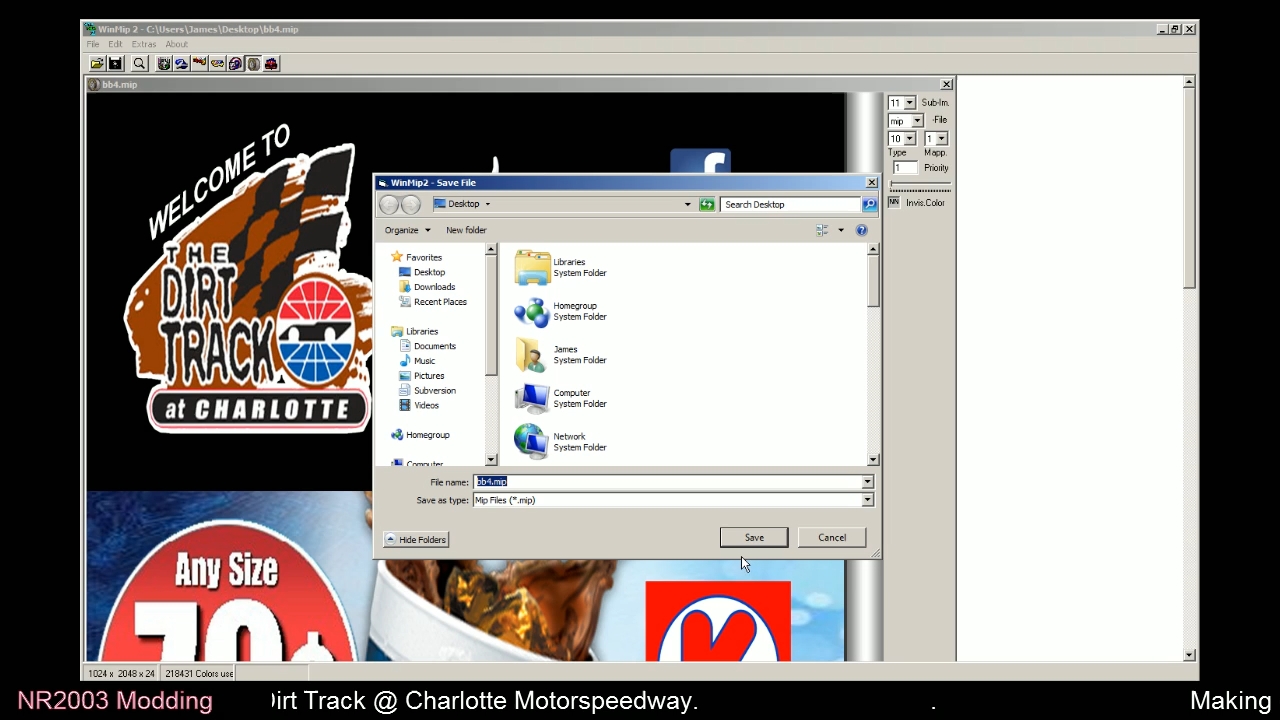 WinMip 2 - C:\Users\James\Desktop\bb4.mip
File Edit Extras About
bb4.mip
11 Sub-Im.
mip -File
10 1
Type Mapp.
1 Priority
NN Invis.Color
WELCOME TO
THE
DIRT
TRACK
at CHARLOTTE
f
WinMip2 - Save File
Desktop
Search Desktop
Organize New folder
Favorites
Desktop
Downloads
Recent Places
Libraries
Documents
Music
Pictures
Subversion
Videos
Homegroup
Computer
Libraries
System Folder
Homegroup
System Folder
James
System Folder
Computer
System Folder
Network
System Folder
File name: bb4.mip
Save as type: Mip Files (*.mip)
Hide Folders Save Cancel
Any Size
79¢
K
1024 x 2048 x 24 218431 Colors use
NR2003 Modding Dirt Track @ Charlotte Motorspeedway. . Making